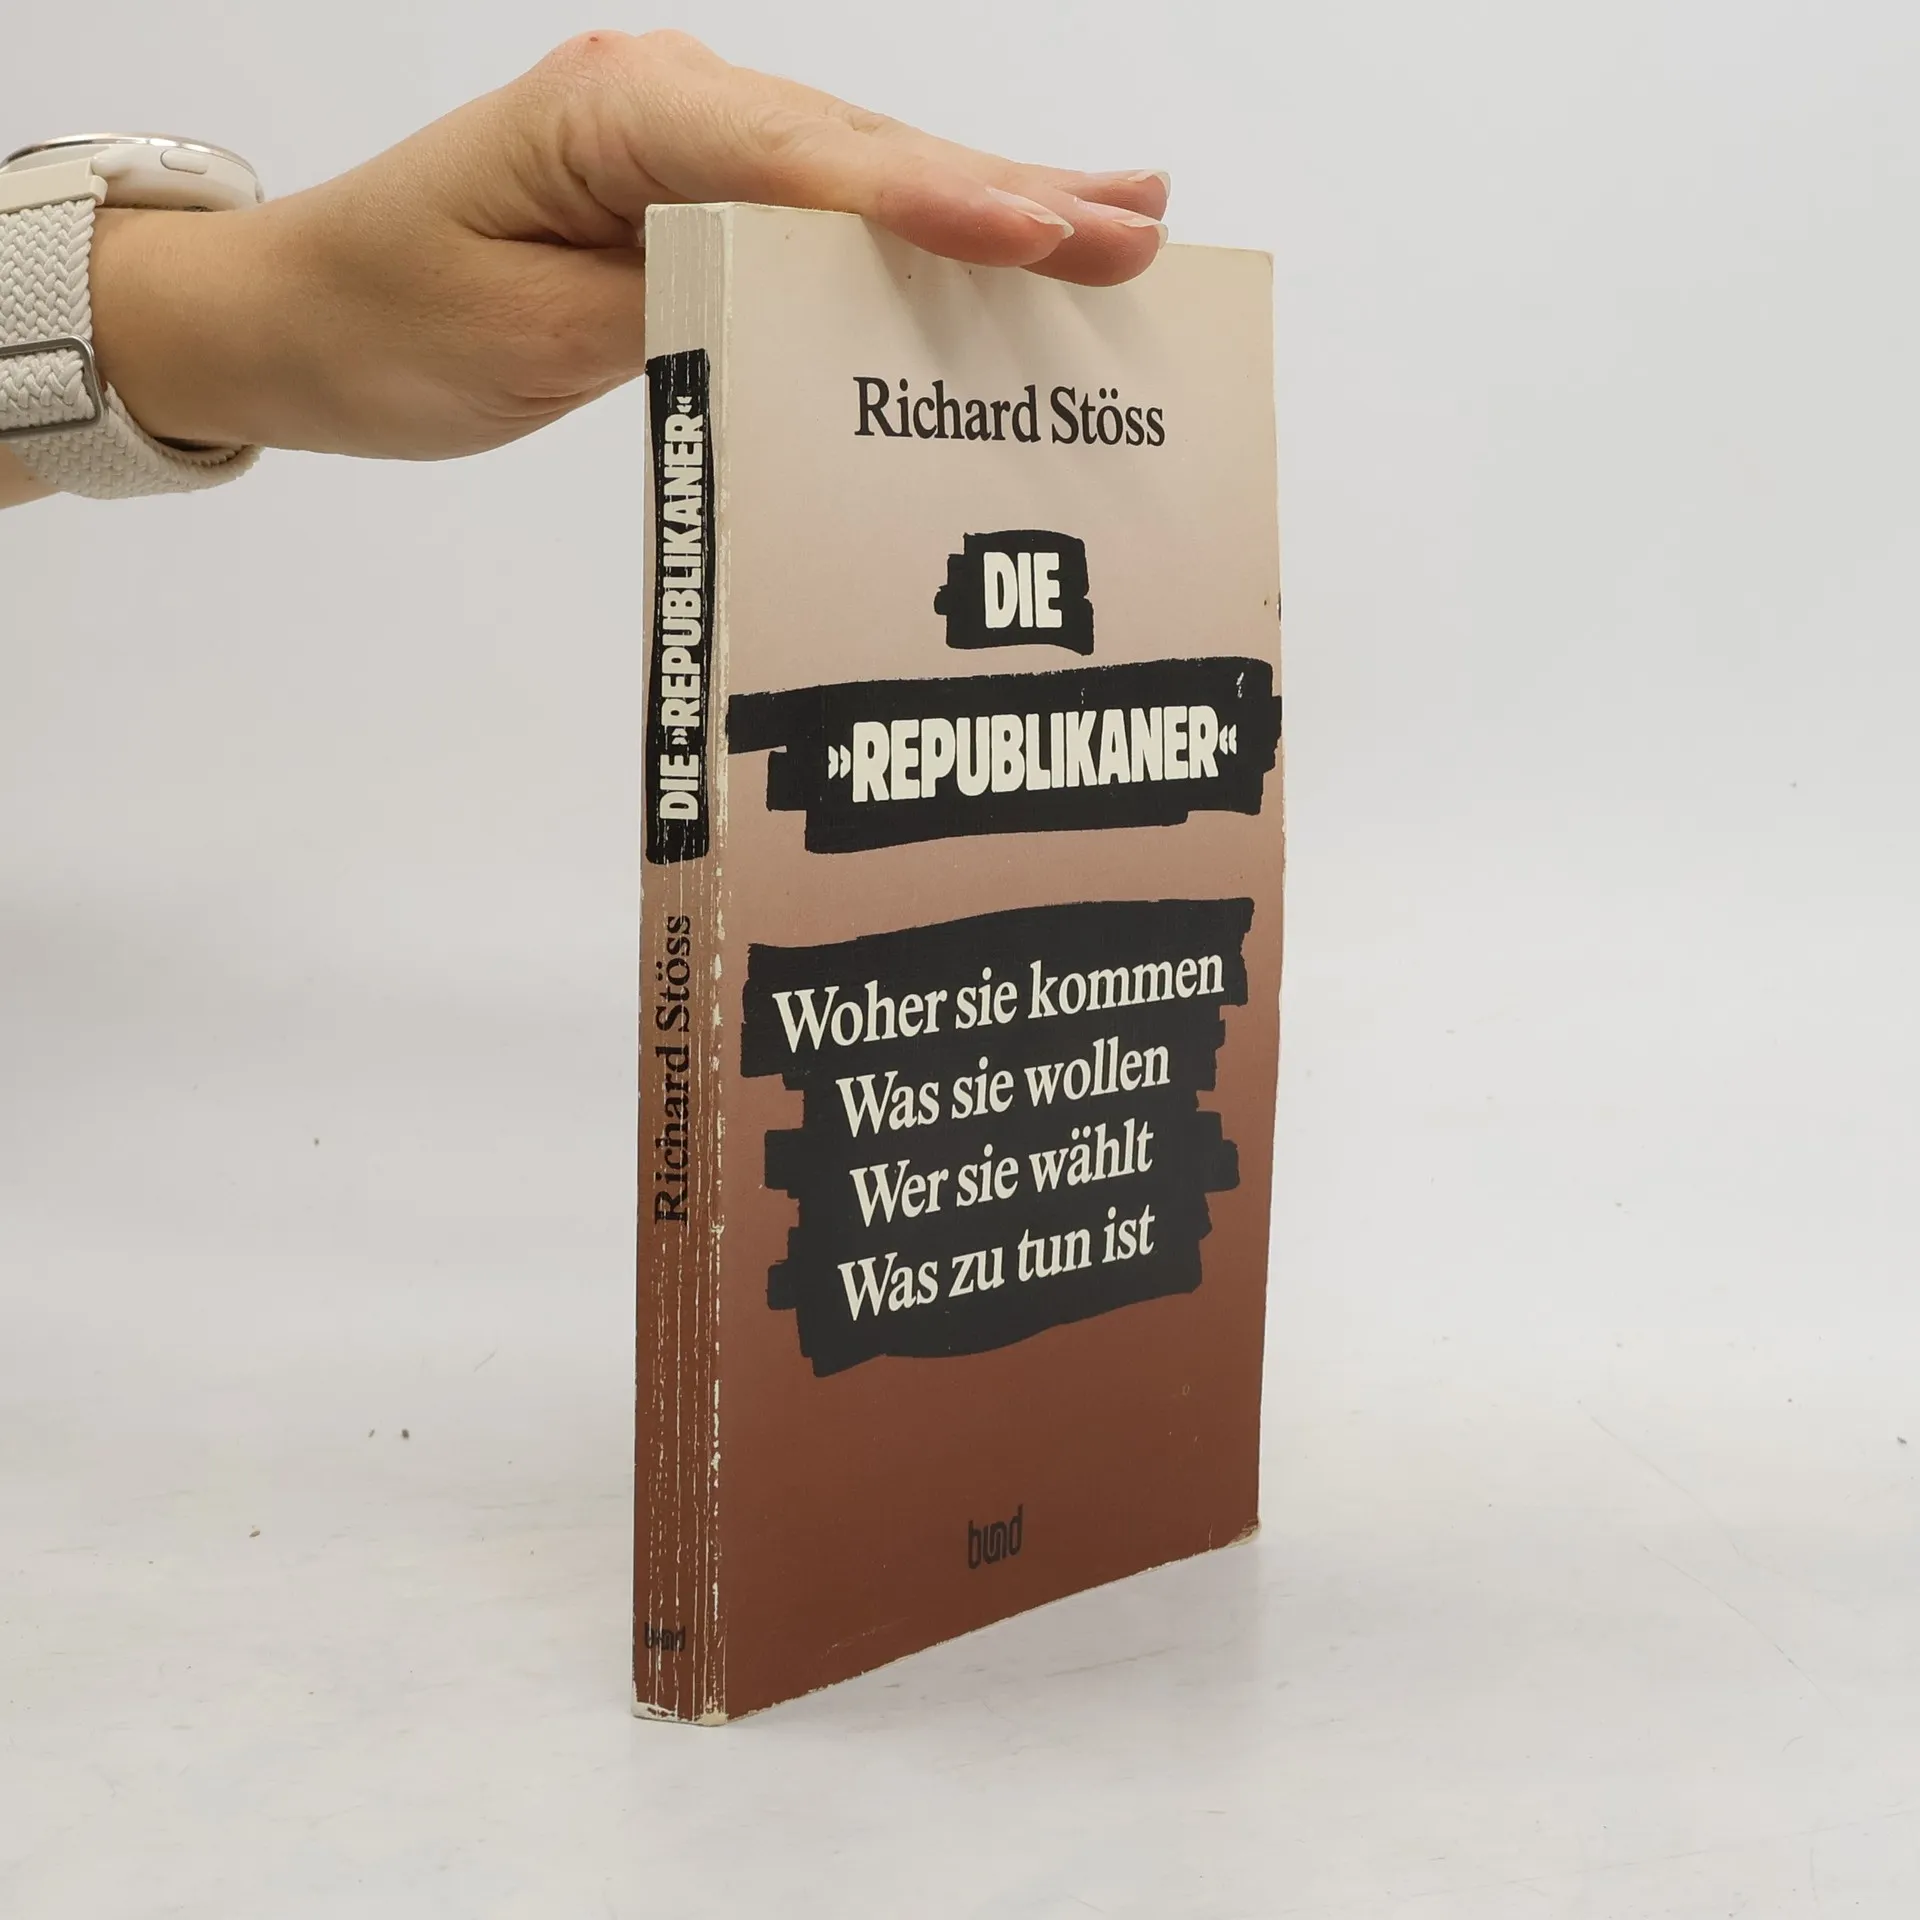 Richard Stöss
DIE
»REPUBLIKANER«
Woher sie kommen
Was sie wollen
Wer sie wählt
Was zu tun ist
bund
DIE »REPUBLIKANER«
Richard Stöss
bund